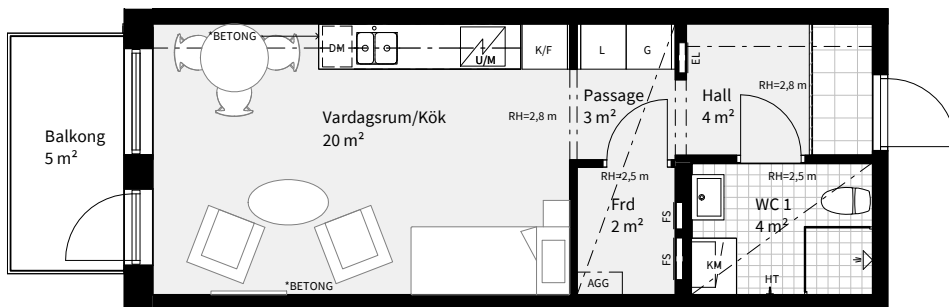 *BETONG
DM
U/M
K/F
L
G
EL
Balkong
5 m²
Vardagsrum/Kök
20 m²
RH=2,8 m
Passage
3 m²
Hall
4 m²
RH=2,8 m
RH=2,5 m
Frd
2 m²
FS
FS
RH=2,5 m
WC 1
4 m²
KM
HT
AGG
*BETONG